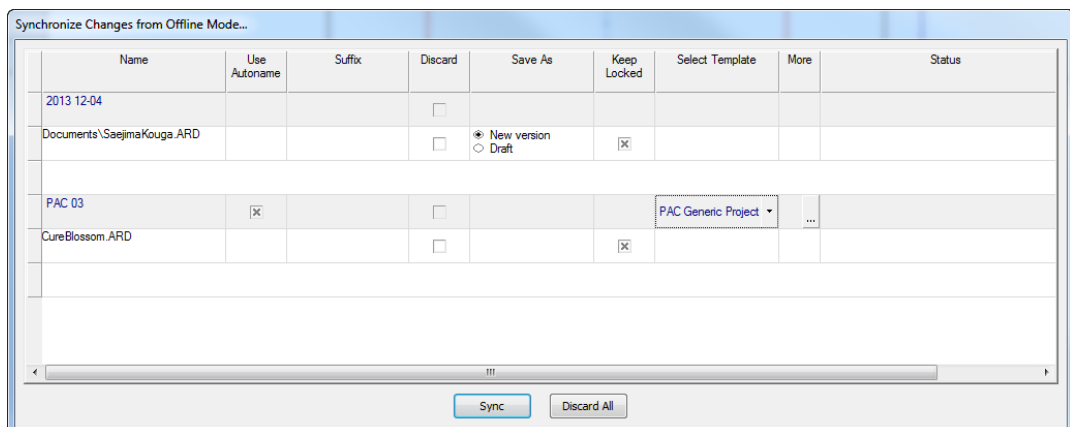 Synchronize Changes from Offline Mode...
Name Use Autoname Suffix Discard Save As Keep Locked Select Template More Status
2013 12-04
Documents\SaejimaKouga.ARD New version
Draft
PAC 03 PAC Generic Project ...
CureBlossom.ARD
Sync Discard All